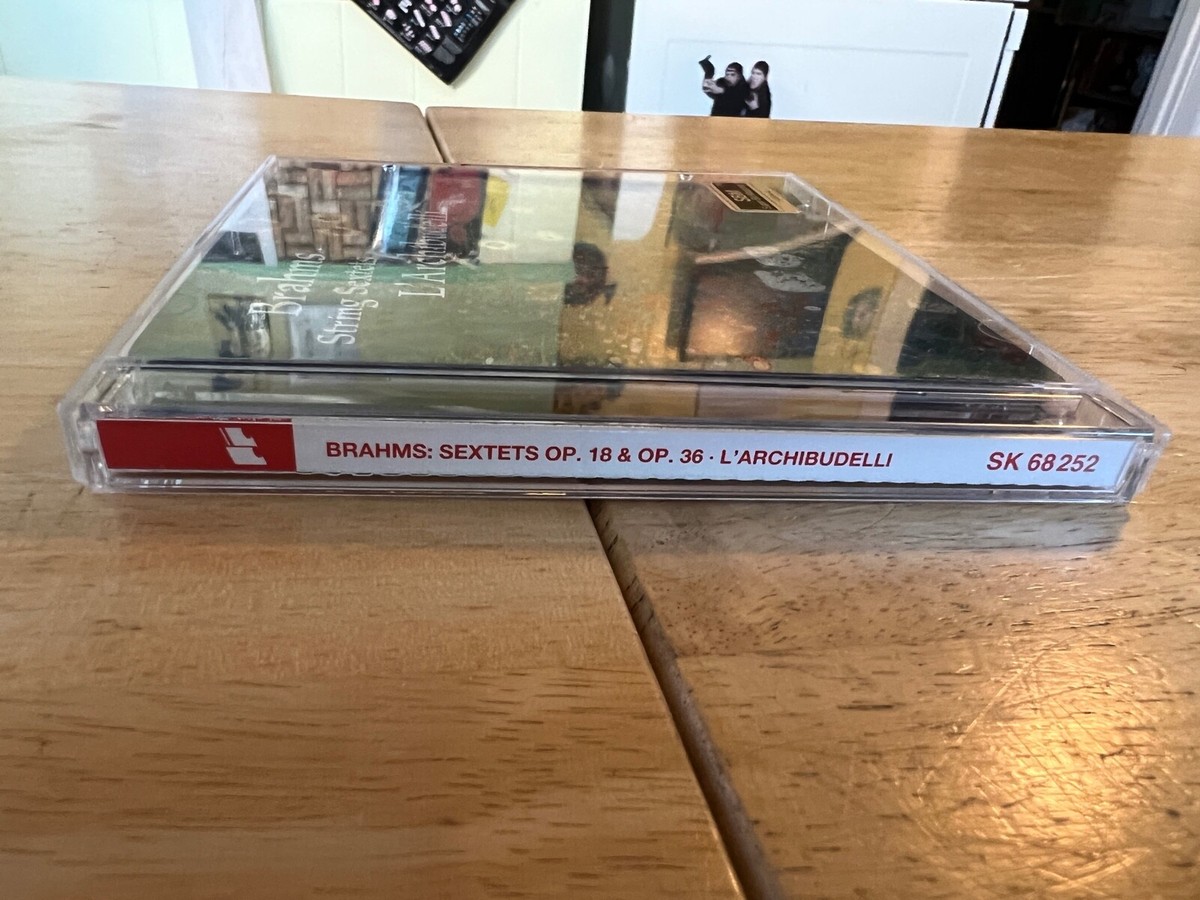 Brahms
String Sextets
L'Archibudelli
BRAHMS: SEXTETS OP. 18 & OP. 36 · L'ARCHIBUDELLI
SK 68252